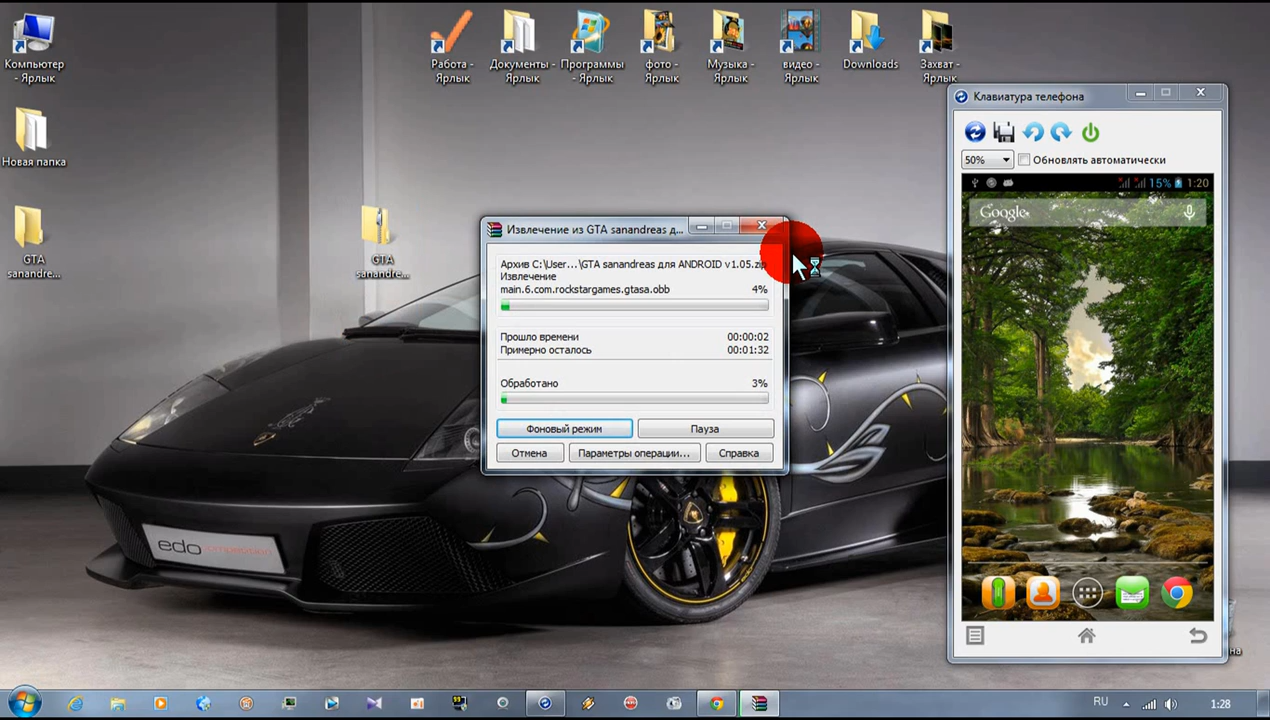 Компьютер
- Ярлык
Новая папка
GTA
sanandre...
GTA
sanandre...
Работа -
Ярлык
Документы -
Ярлык
Программы
- Ярлык
фото -
Ярлык
Музыка -
Ярлык
видео -
Ярлык
Downloads
Захват -
Ярлык
Извлечение из GTA sanandreas д...
Архив C:\User...\GTA sanandreas для ANDROID v1.05.zip
Извлечение
main.6.com.rockstargames.gtasa.obb 4%
Прошло времени 00:00:02
Примерно осталось 00:01:32
Обработано 3%
Фоновый режим Пауза
Отмена Параметры операции... Справка
Клавиатура телефона
50% Обновлять автоматически
15% 1:20
Google
edo competition
RU 1:28